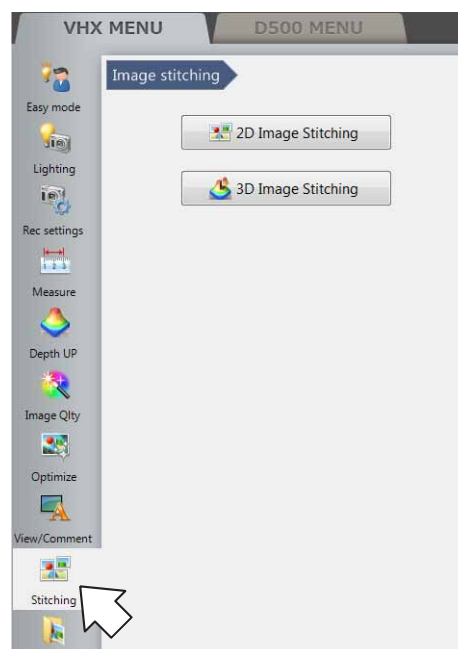 VHX MENU
D500 MENU
Image stitching
2D Image Stitching
3D Image Stitching
Easy mode
Lighting
Rec settings
Measure
Depth UP
Image Qlty
Optimize
View/Comment
Stitching